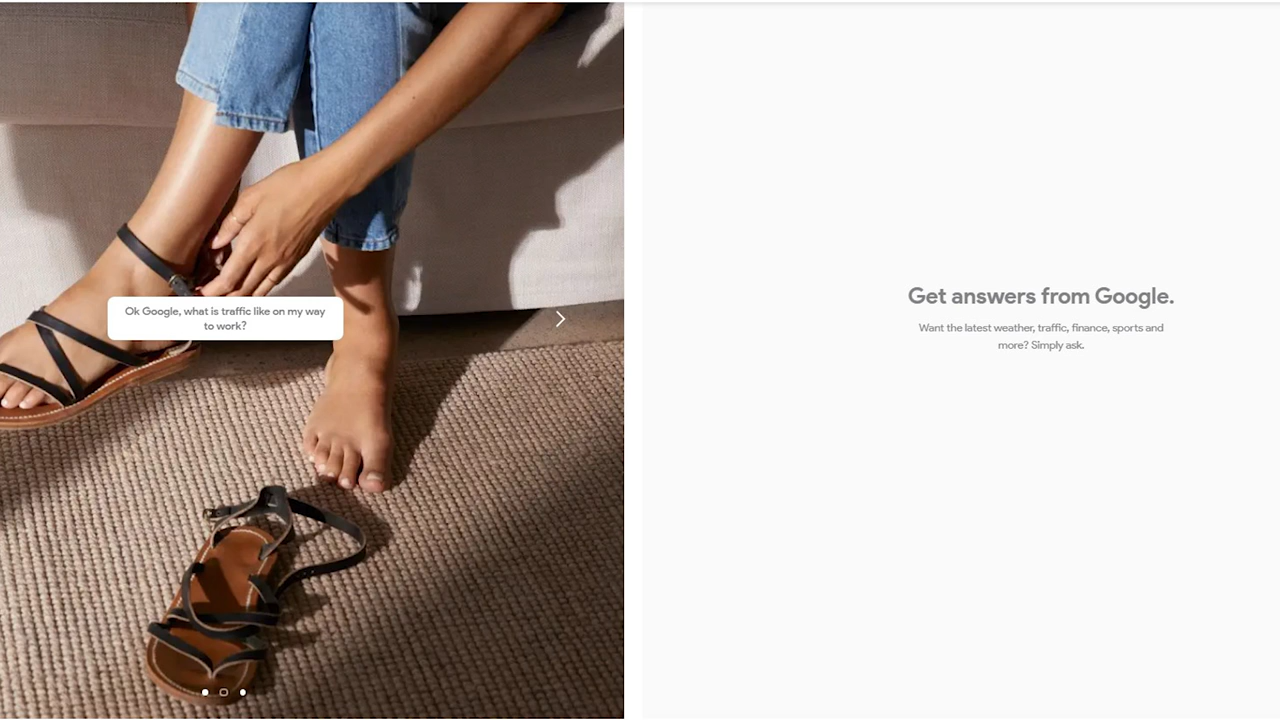 Ok Google, what is traffic like on my way
to work?
Get answers from Google.
Want the latest weather, traffic, finance, sports and
more? Simply ask.